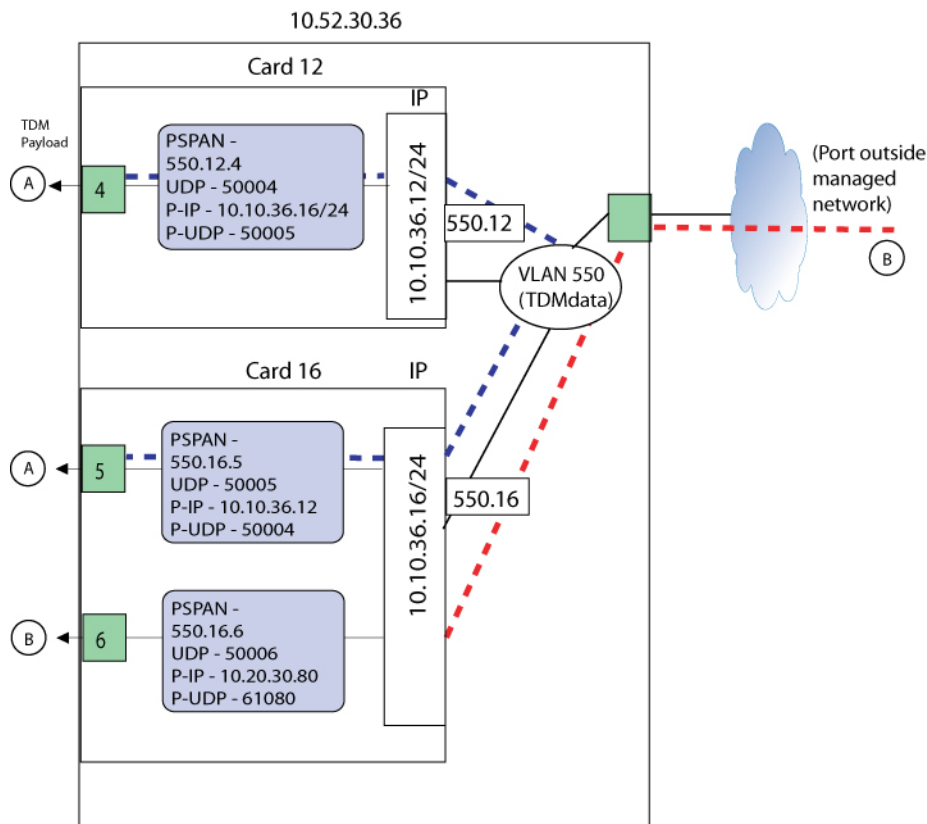 10.52.30.36
Card 12
IP
TDM
Payload
A
4
PSPAN -
550.12.4
UDP - 50004
P-IP - 10.10.36.16/24
P-UDP - 50005
10.10.36.12/24
550.12
VLAN 550
(TDMdata)
(Port outside
managed
network)
B
Card 16
IP
A
5
PSPAN -
550.16.5
UDP - 50005
P-IP - 10.10.36.12
P-UDP - 50004
10.10.36.16/24
550.16
B
6
PSPAN -
550.16.6
UDP - 50006
P-IP - 10.20.30.80
P-UDP - 61080